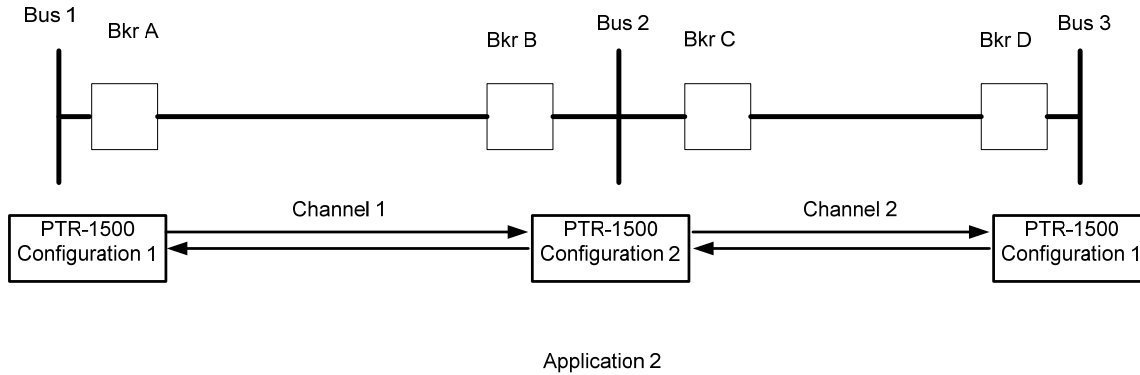 Bus 1
Bkr A
Bkr B
Bus 2
Bkr C
Bkr D
Bus 3
Channel 1
Channel 2
PTR-1500
Configuration 1
PTR-1500
Configuration 2
PTR-1500
Configuration 1
Application 2